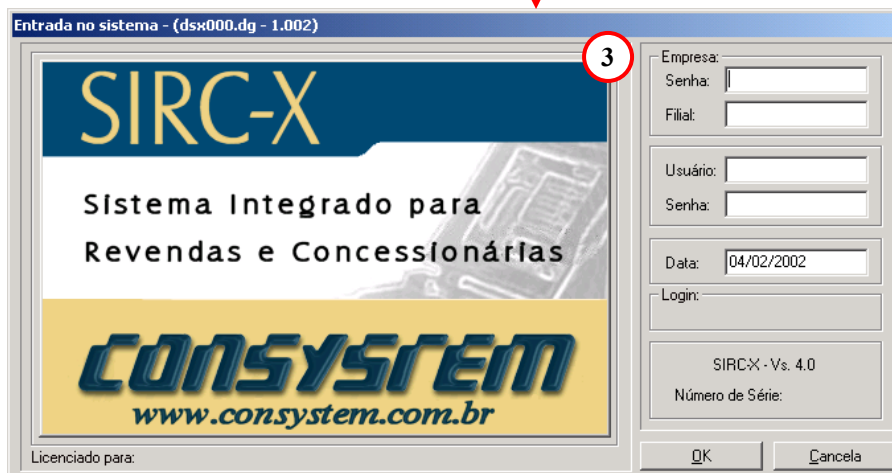 Entrada no sistema - (dsx000.dg - 1.002)
3
SIRC-X
Sistema Integrado para
Revendas e Concessionárias
CONSYSTEM
www.consystem.com.br
Licenciado para:
Empresa:
Senha:
Filial:
Usuário:
Senha:
Data: 04/02/2002
Login:
SIRC-X - Vs. 4.0
Número de Série:
OK
Cancela